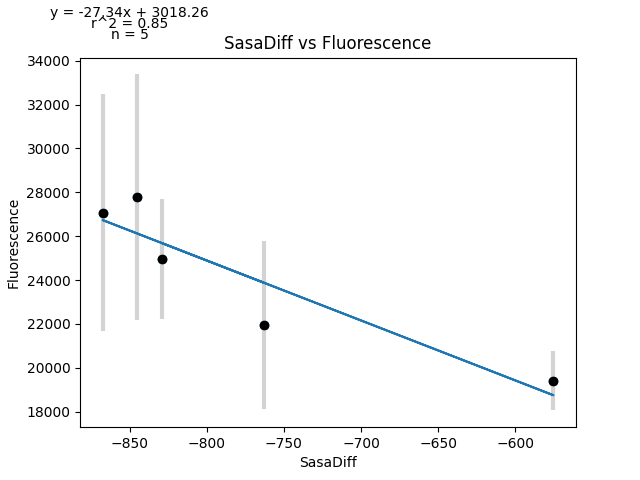 y = -27.34x + 3018.26
r^2 = 0.85
n = 5
SasaDiff vs Fluorescence
34000
32000
30000
28000
26000
24000
22000
20000
18000
Fluorescence
−850 −800 −750 −700 −650 −600
SasaDiff